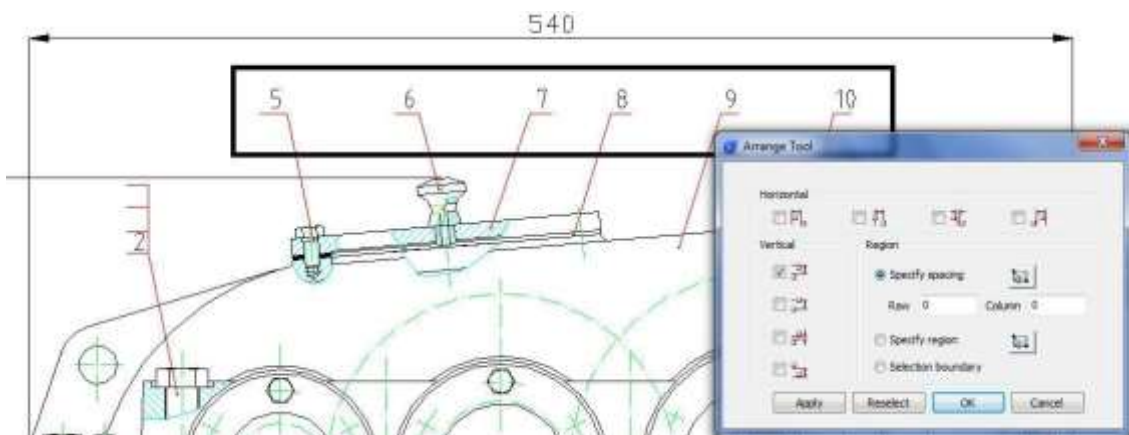 540
5 6 7 8 9 10
2
Arrange Tool
Horizontal
Vertical
Region
Specify spacing
Raw 0 Column 0
Specify region
Selection boundary
Apply Reselect OK Cancel